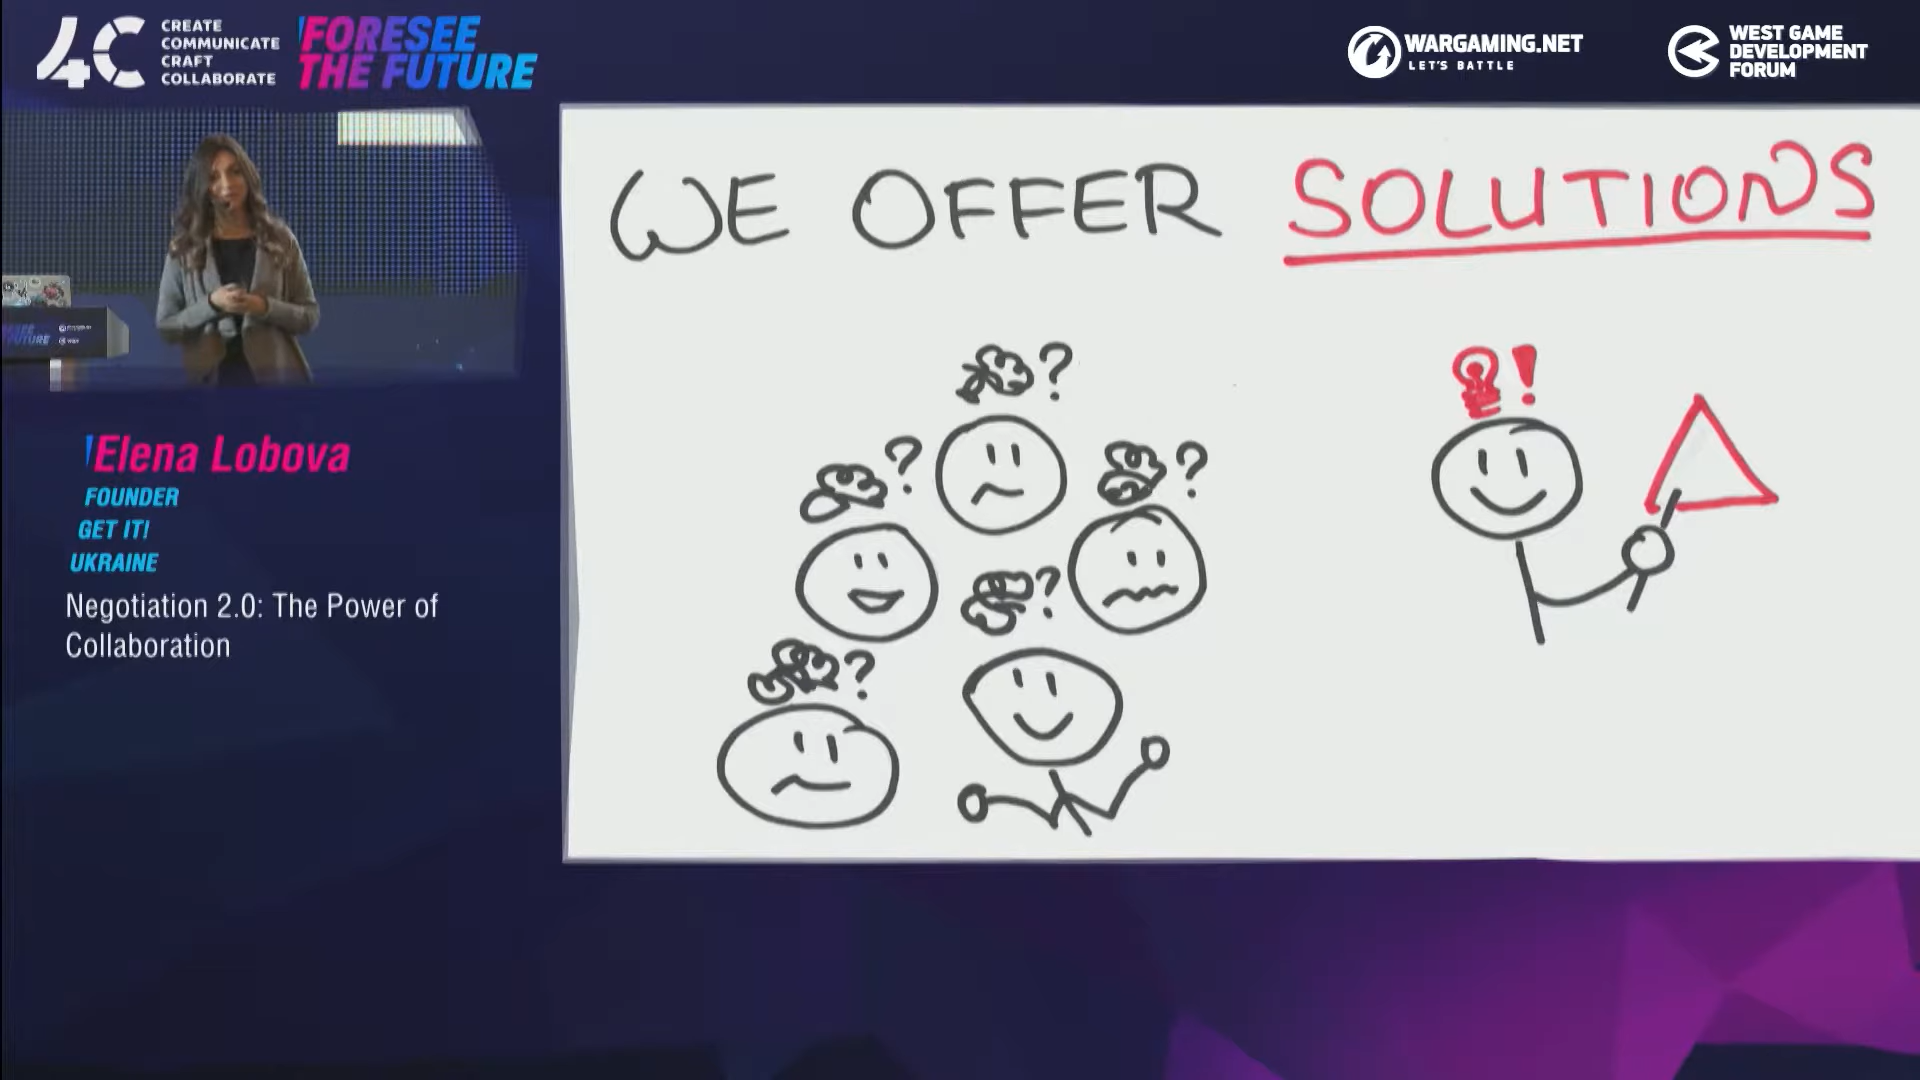 4C
CREATE
COMMUNICATE
CRAFT
COLLABORATE
FORESEE
THE FUTURE
WARGAMING.NET
LET'S BATTLE
WEST GAME
DEVELOPMENT
FORUM
WE OFFER SOLUTIONS
?
!
?
?
?
?
Elena Lobova
FOUNDER
GET IT!
UKRAINE
Negotiation 2.0: The Power of
Collaboration